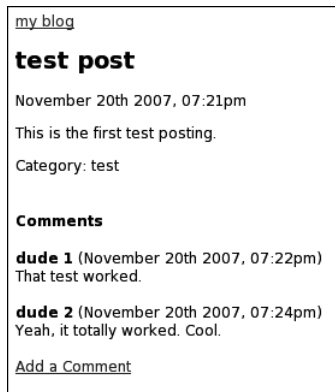 my blog
test post
November 20th 2007, 07:21pm
This is the first test posting.
Category: test
Comments
dude 1 (November 20th 2007, 07:22pm)
That test worked.
dude 2 (November 20th 2007, 07:24pm)
Yeah, it totally worked. Cool.
Add a Comment